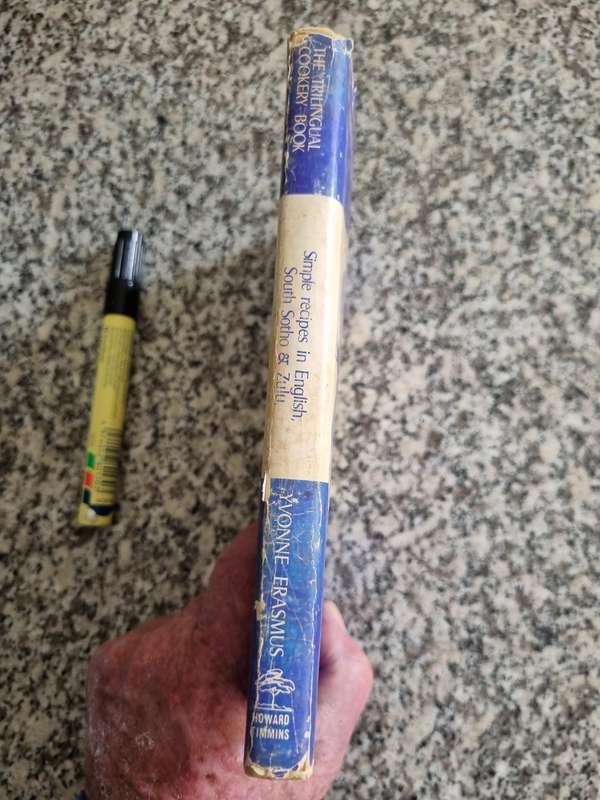 THE TRILINGUAL
COOKERY BOOK
Simple recipes in English,
South Sotho & Zulu.
YVONNE ERASMUS
HOWARD
TIMMINS